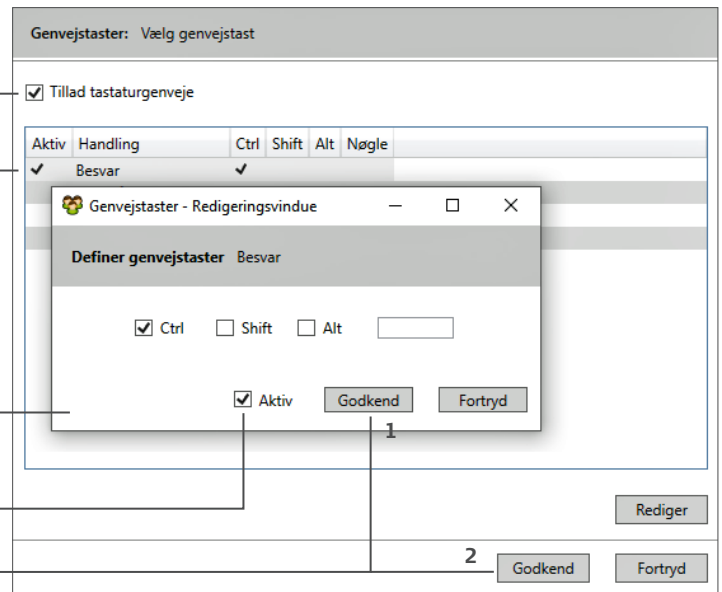 Genvejstaster: Vælg genvejstast
Tillad tastaturgenveje
Aktiv Handling Ctrl Shift Alt Nøgle
Besvar
Genvejstaster - Redigeringsvindue
Definer genvejstaster Besvar
Ctrl Shift Alt
Aktiv Godkend Fortryd
1
Rediger
2 Godkend Fortryd